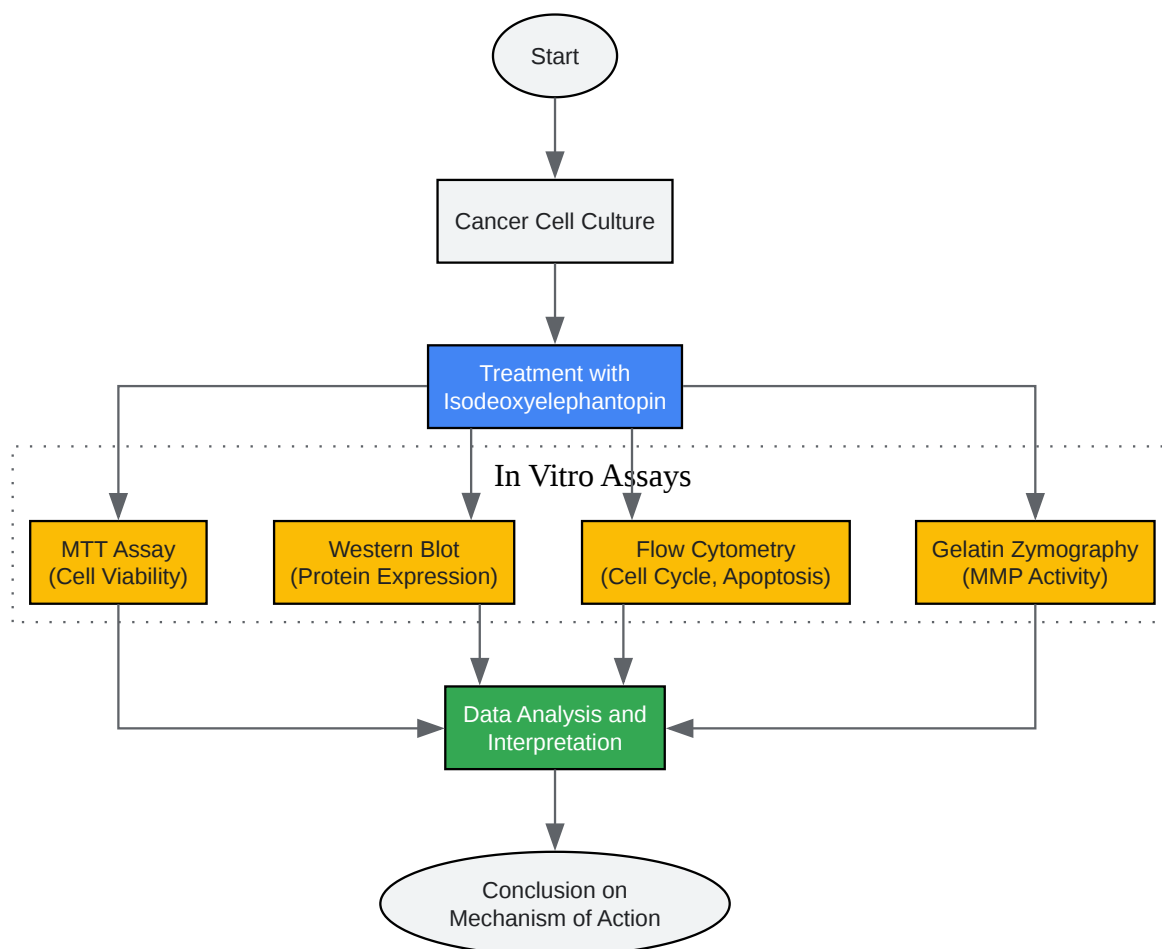 Start
Cancer Cell Culture
Treatment with
Isodeoxyelephantopin
In Vitro Assays
MTT Assay
(Cell Viability)
Western Blot
(Protein Expression)
Flow Cytometry
(Cell Cycle, Apoptosis)
Gelatin Zymography
(MMP Activity)
Data Analysis and
Interpretation
Conclusion on
Mechanism of Action